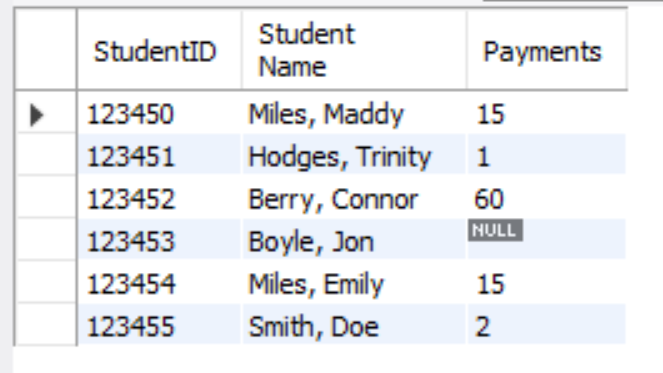 StudentID Student Name Payments
123450 Miles, Maddy 15
123451 Hodges, Trinity 1
123452 Berry, Connor 60
123453 Boyle, Jon NULL
123454 Miles, Emily 15
123455 Smith, Doe 2